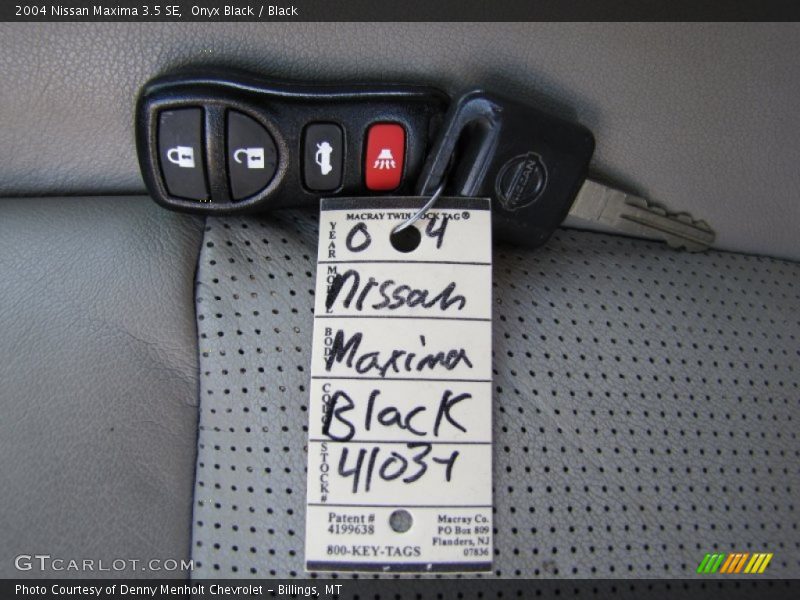 2004 Nissan Maxima 3.5 SE, Onyx Black / Black
NISSAN
MACRAY TWIN LOCK TAG®
YEAR 04
MODEL Nissan
BODY Maxima
COLOR Black
STOCK#
Patent #
4199638
800-KEY-TAGS
Macray Co.
PO Box 809
Flanders, NJ
07836
GTCARLOT.COM
Photo Courtesy of Denny Menholt Chevrolet – Billings, MT